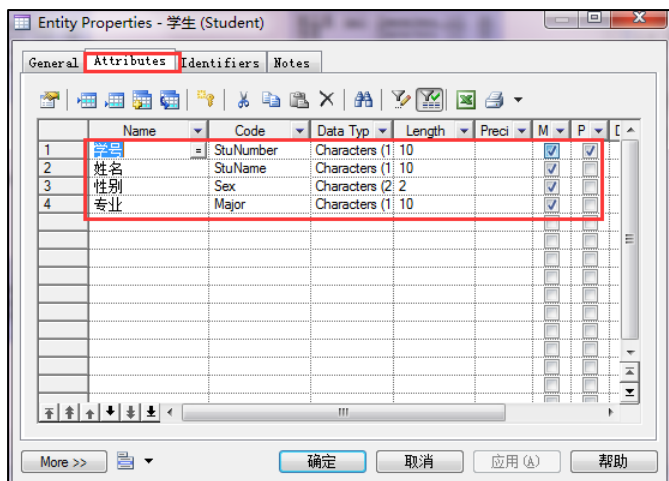 Entity Properties - 学生 (Student)
General Attributes Identifiers Notes
Name Code Data Typ Length Preci M P D
1 学号 = StuNumber Characters (1 10
2 姓名 StuName Characters (1 10
3 性别 Sex Characters (2 2
4 专业 Major Characters (1 10
More >> 确定 取消 应用(A) 帮助